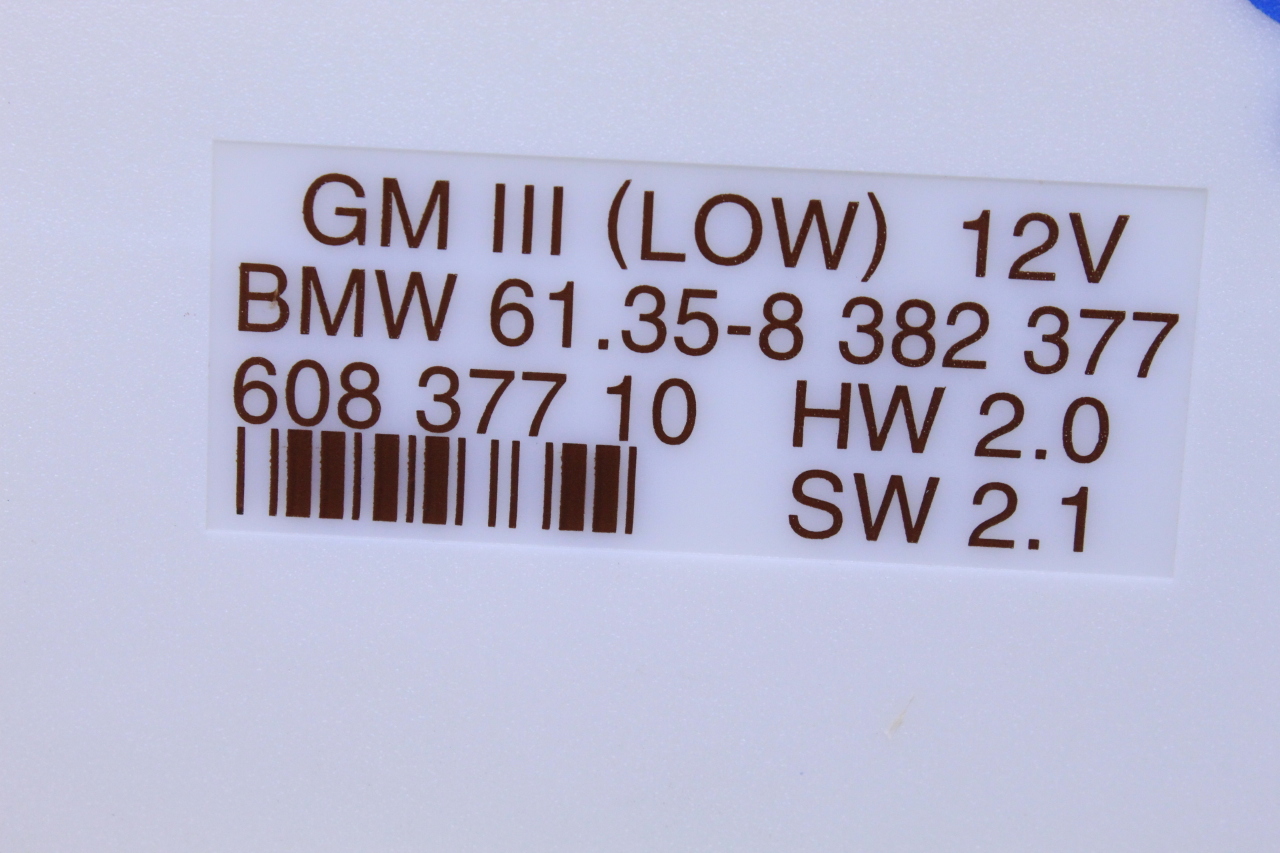 GM III (LOW) 12V
BMW 61.35-8 382 377
608 377 10 HW 2.0
SW 2.1